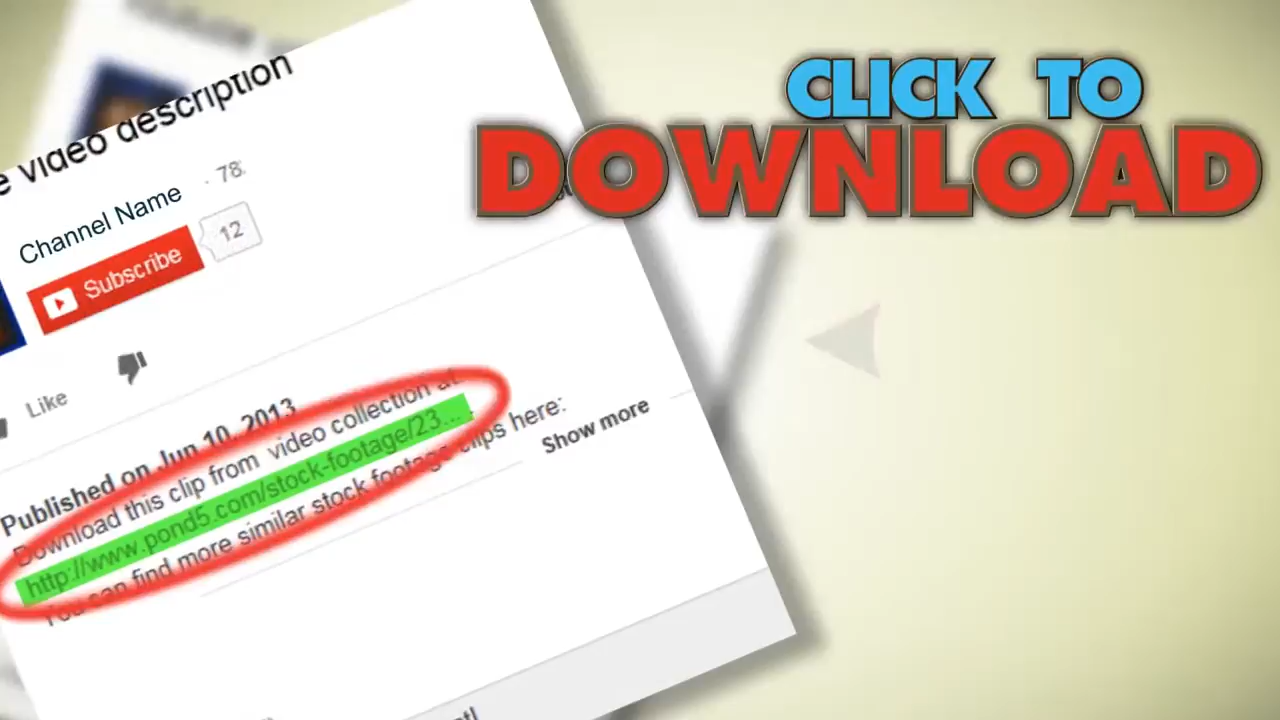 CLICK TO
DOWNLOAD
e video description
Channel Name
Subscribe
12
Like
Published on Jun 10, 2013
Download this clip from video collection at
http://www.pond5.com/stock-footage/23...
You can find more similar stock footage clips here:
Show more